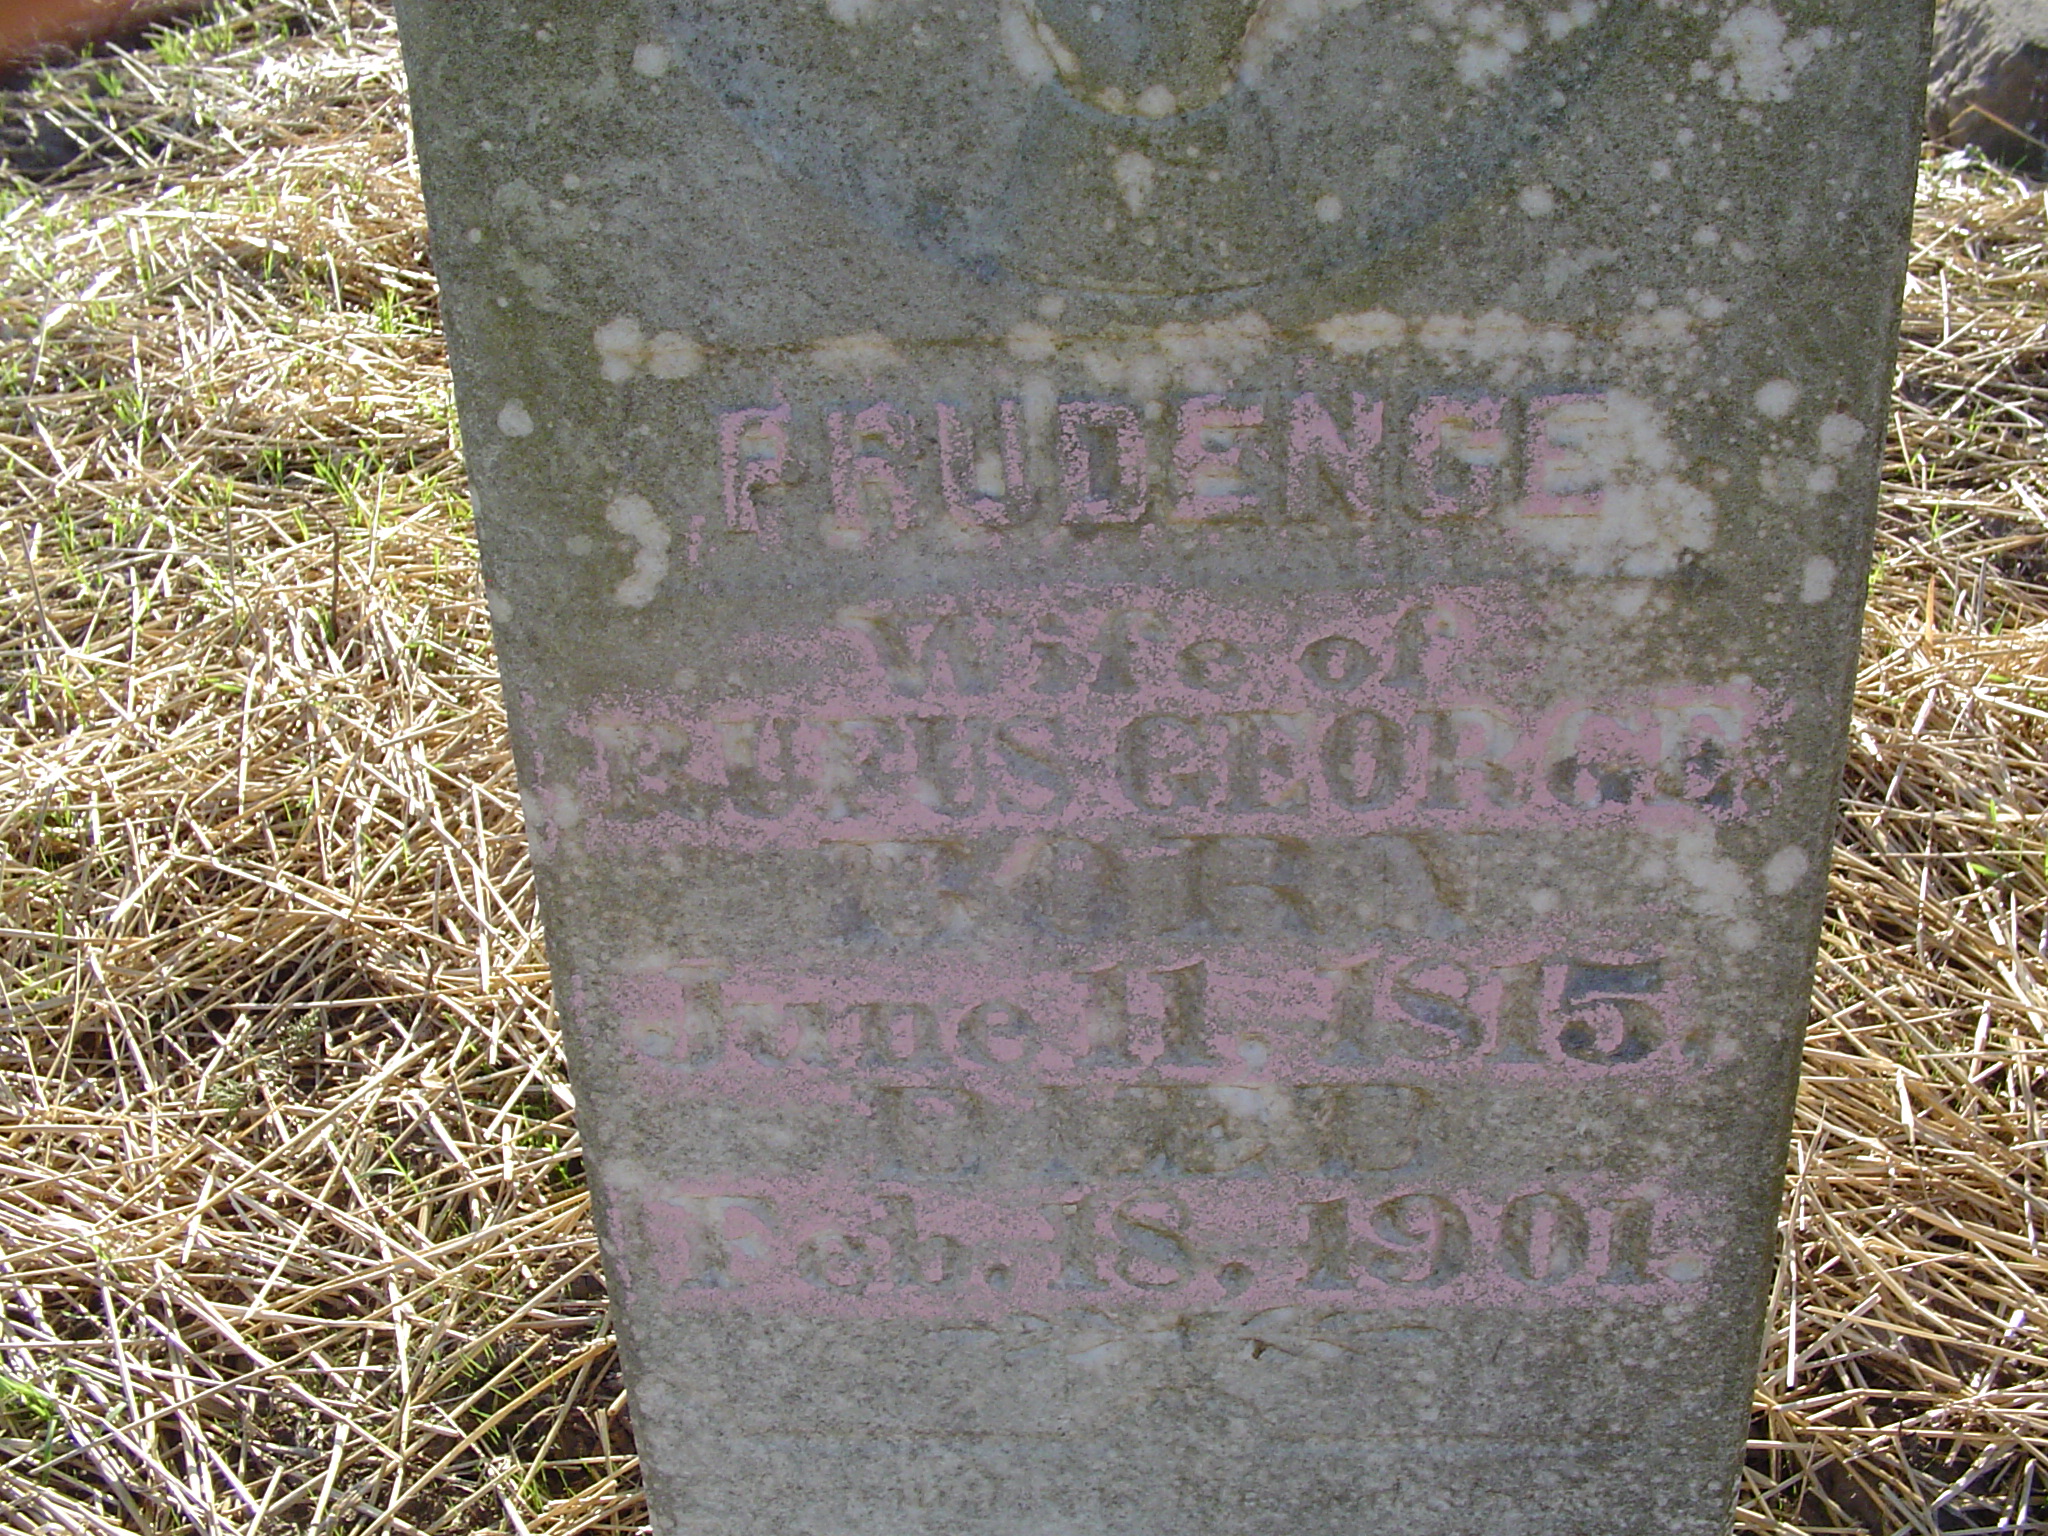 PRUDENCE
Wife of
RUFUS GEORGE.
BORN
June 11, 1815.
DIED
Feb. 18, 1901.